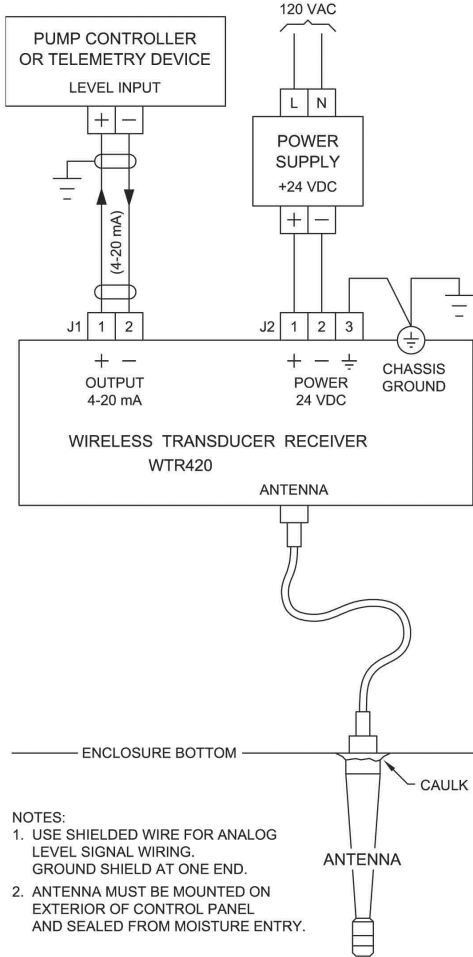 120 VAC
PUMP CONTROLLER
OR TELEMETRY DEVICE
LEVEL INPUT
+ −
L N
POWER
SUPPLY
+24 VDC
+ −
(4-20 mA)
J1 1 2
J2 1 2 3
+ −
OUTPUT
4-20 mA
+ −
POWER
24 VDC
CHASSIS
GROUND
WIRELESS TRANSDUCER RECEIVER
WTR420
ANTENNA
ENCLOSURE BOTTOM
CAULK
ANTENNA
NOTES:
1. USE SHIELDED WIRE FOR ANALOG
LEVEL SIGNAL WIRING.
GROUND SHIELD AT ONE END.
2. ANTENNA MUST BE MOUNTED ON
EXTERIOR OF CONTROL PANEL
AND SEALED FROM MOISTURE ENTRY.